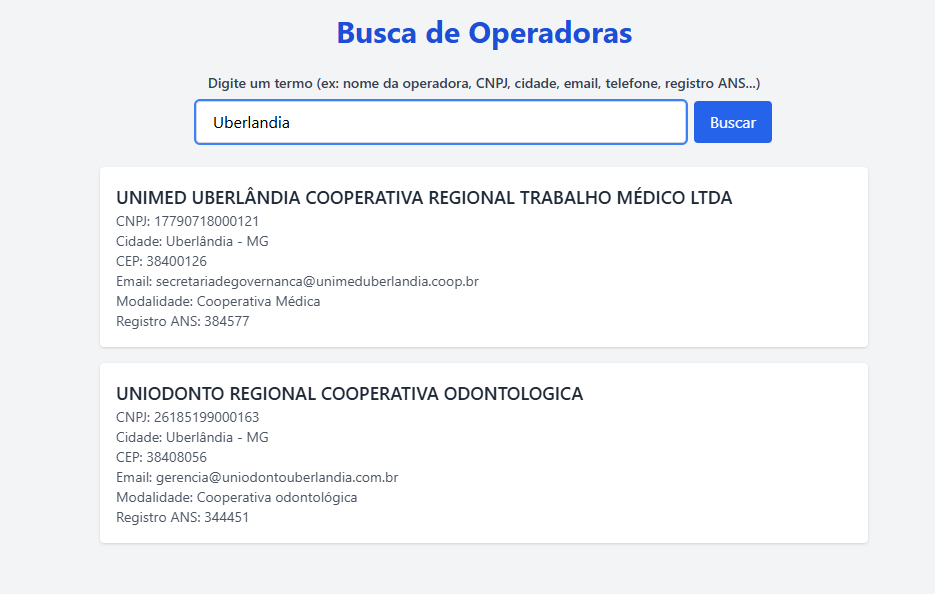 Busca de Operadoras
Digite um termo (ex: nome da operadora, CNPJ, cidade, email, telefone, registro ANS...)
Uberlandia
Buscar
UNIMED UBERLÂNDIA COOPERATIVA REGIONAL TRABALHO MÉDICO LTDA
CNPJ: 17790718000121
Cidade: Uberlândia - MG
CEP: 38400126
Email: secretariadegovernanca@unimeduberlandia.coop.br
Modalidade: Cooperativa Médica
Registro ANS: 384577
UNIODONTO REGIONAL COOPERATIVA ODONTOLOGICA
CNPJ: 26185199000163
Cidade: Uberlândia - MG
CEP: 38408056
Email: gerencia@uniodontouberlandia.com.br
Modalidade: Cooperativa odontológica
Registro ANS: 344451